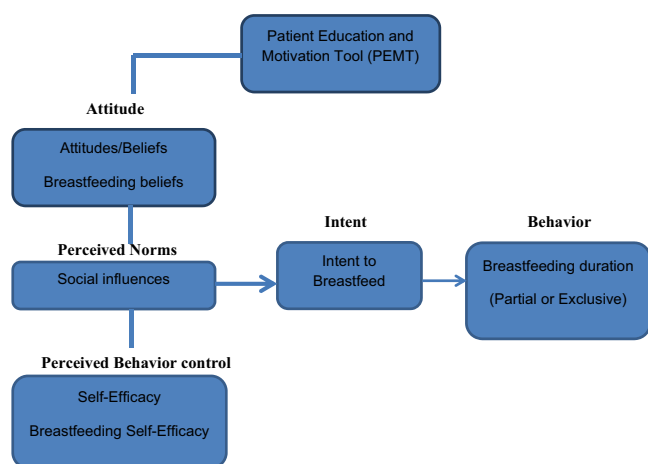 Patient Education and
Motivation Tool (PEMT)
Attitude
Attitudes/Beliefs
Breastfeeding beliefs
Perceived Norms
Social influences
Intent
Intent to
Breastfeed
Behavior
Breastfeeding duration
(Partial or Exclusive)
Perceived Behavior control
Self-Efficacy
Breastfeeding Self-Efficacy